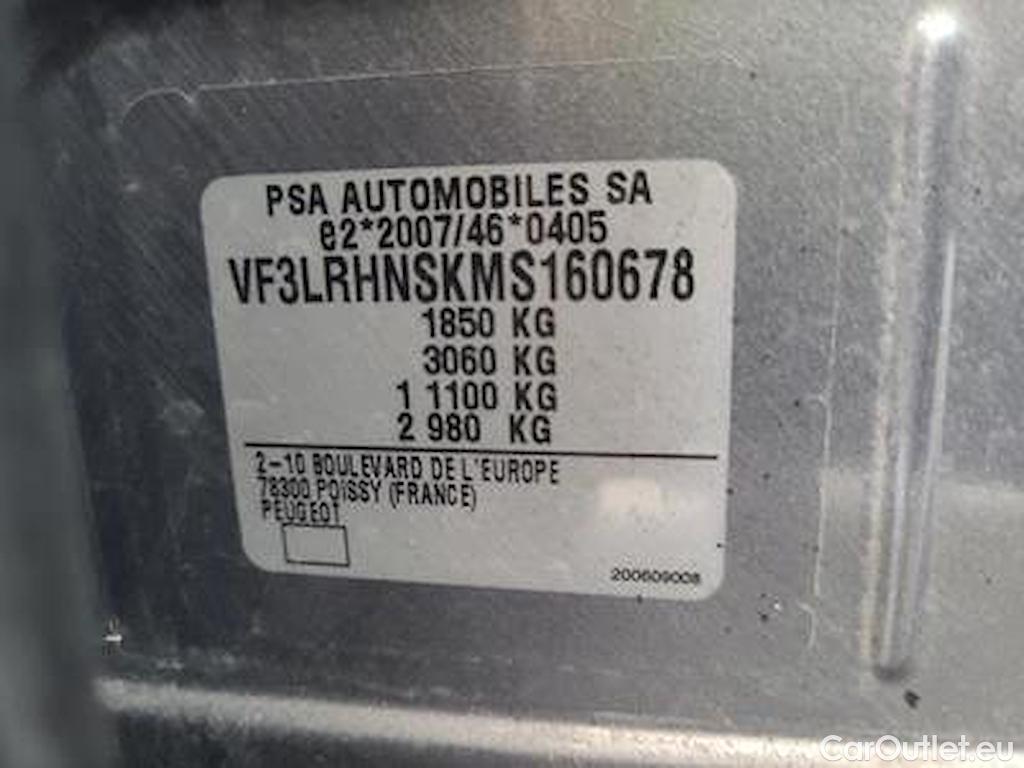 PSA AUTOMOBILES SA
e2*2007/46*0405
VF3LRHNSKMS160678
1850 KG
3060 KG
1 1100 KG
2 980 KG
2-10 BOULEVARD DE L'EUROPE
78300 POISSY (FRANCE)
PEUGEOT
200609008
CarOutlet.eu